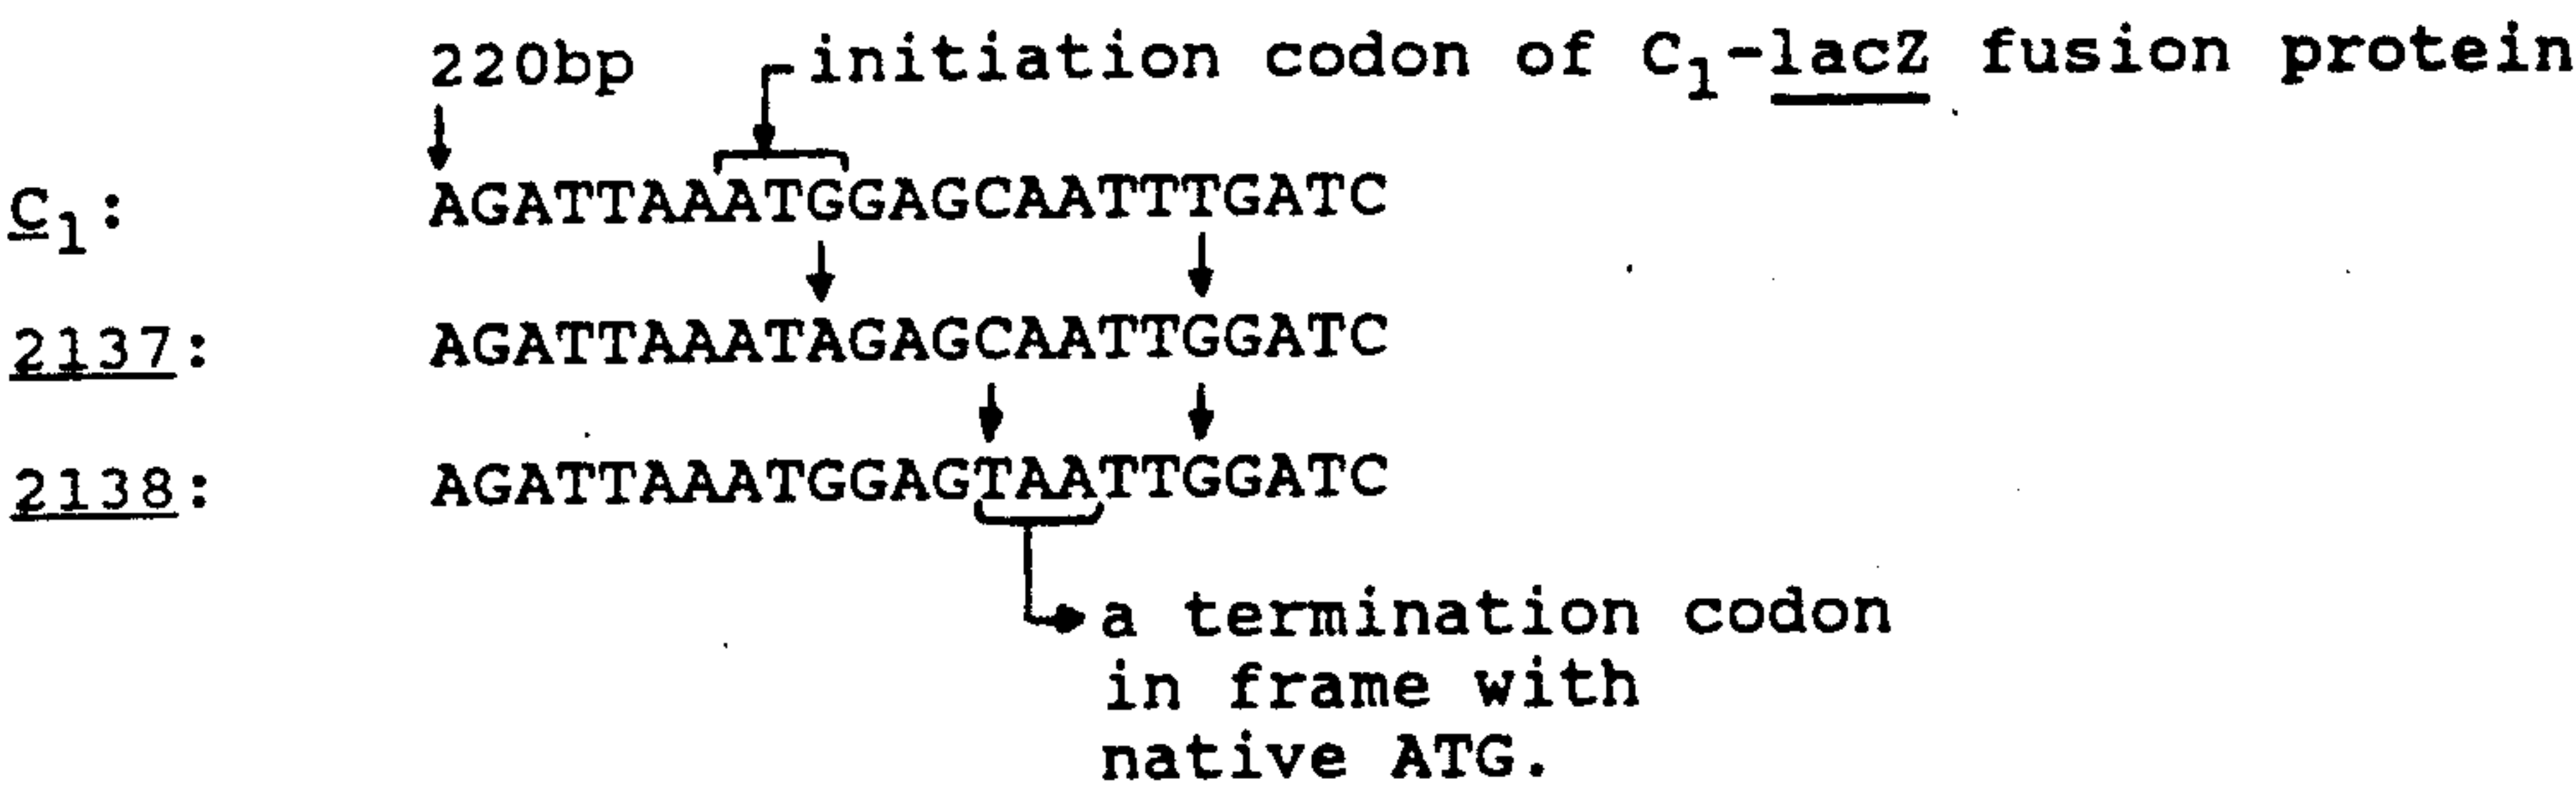 220bp initiation codon of C1-lacZ fusion protein
C1: AGATTAAATGGAGCAATTTGATC
2137: AGATTAAATAGAGCAATTGGATC
2138: AGATTAAATGGAGTAATTGGATC
a termination codon
in frame with
native ATG.